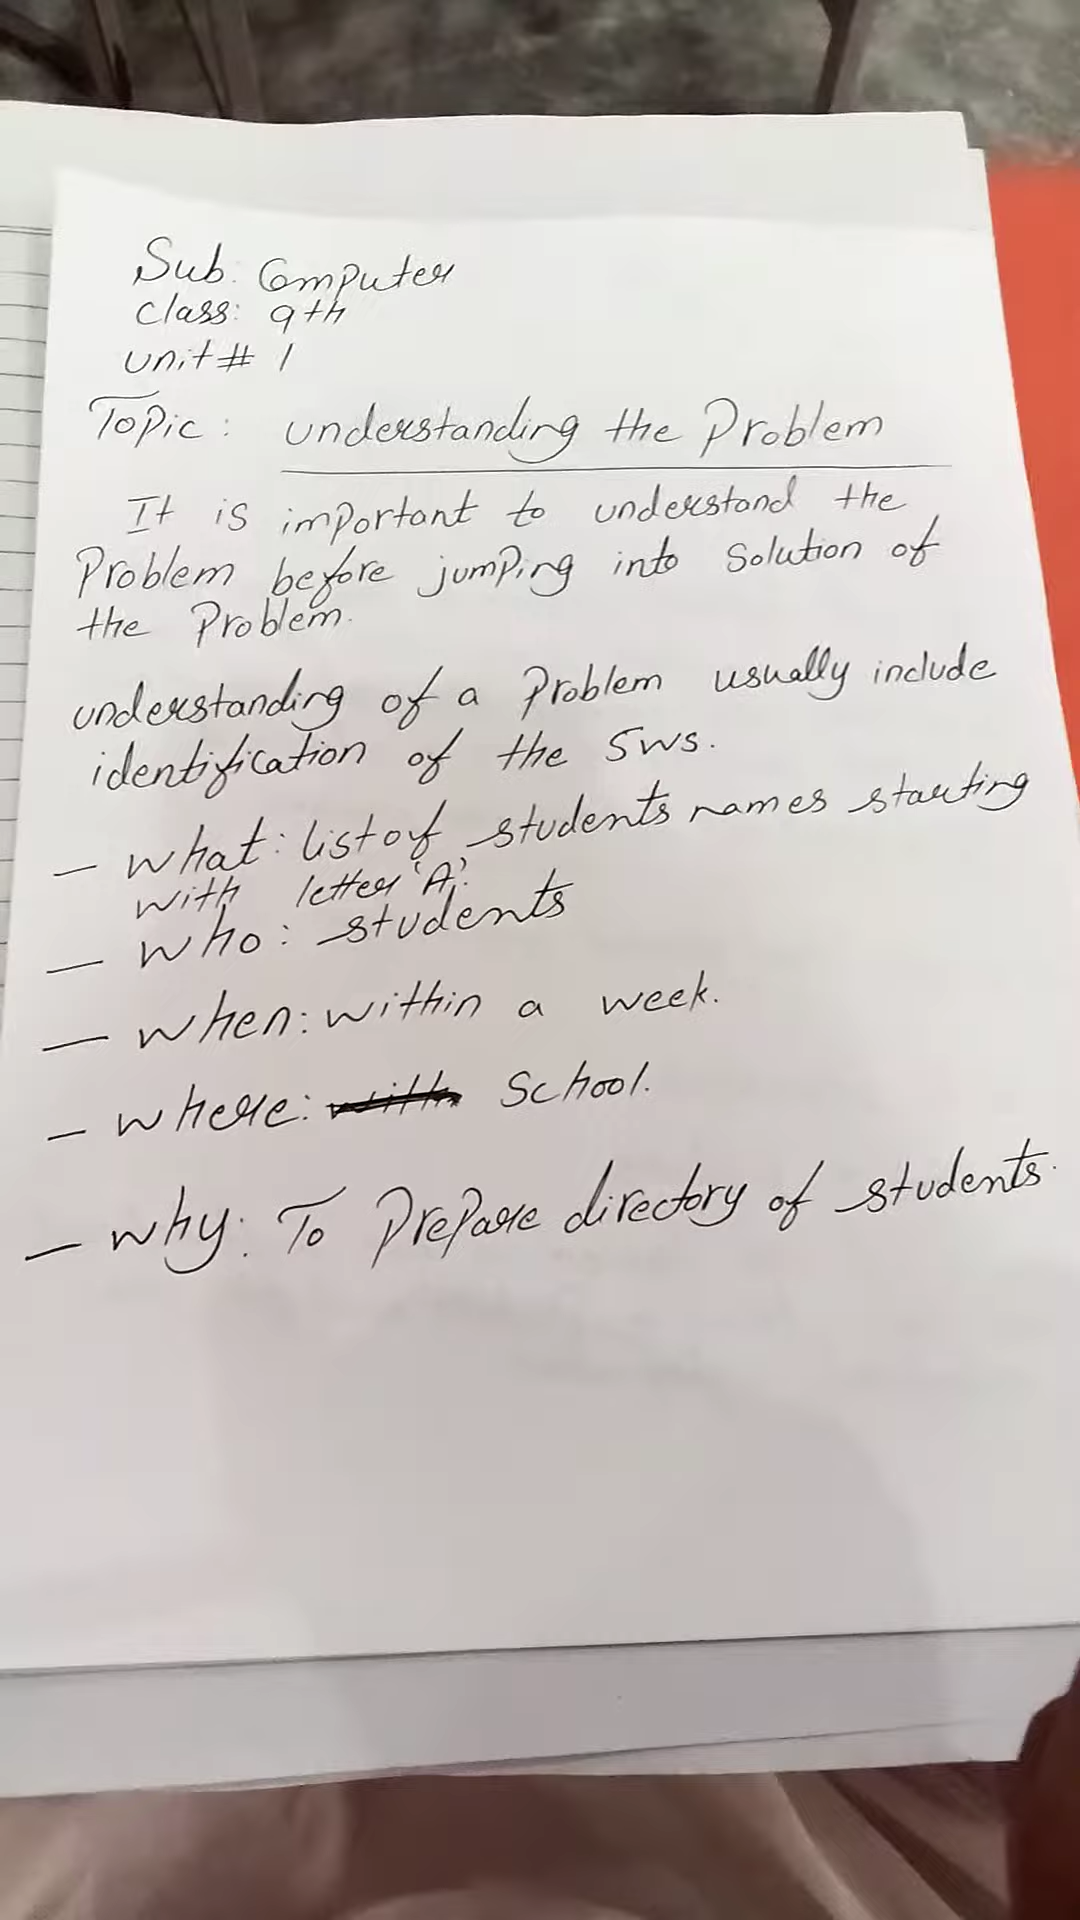 Sub: Computer
class: 9th
unit# 1
Topic: understanding the Problem
It is important to understand the
Problem before jumping into Solution of
the Problem.
understanding of a Problem usually include
identification of the 5ws.
- what: list of students names starting
with letter 'A'.
- who: students
- when: within a week.
- where: with School.
- why: To Prepare directory of students.